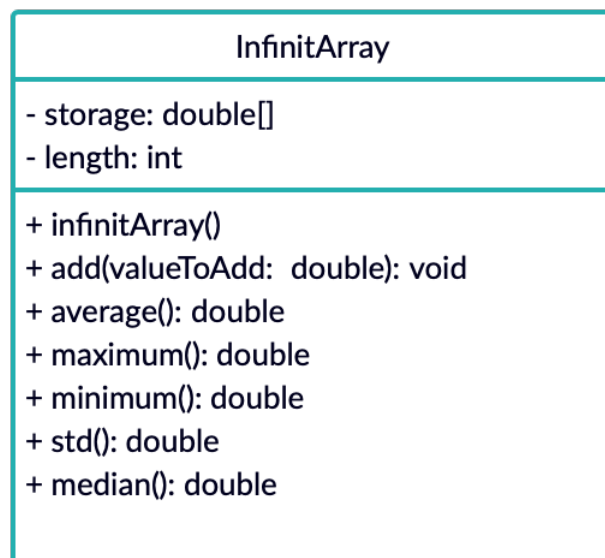 InfinitArray
- storage: double[]
- length: int
+ infinitArray()
+ add(valueToAdd:  double): void
+ average(): double
+ maximum(): double
+ minimum(): double
+ std(): double
+ median(): double